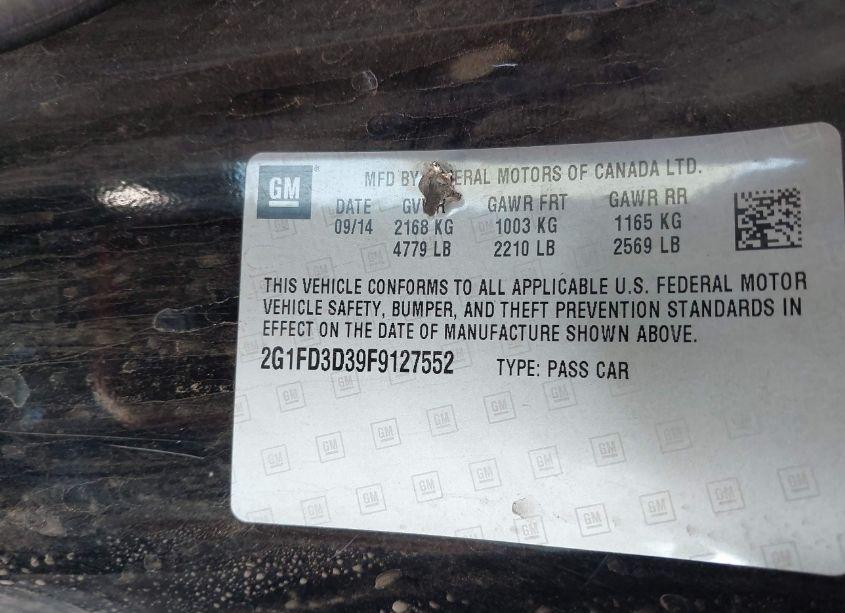 GM
MFD BY GENERAL MOTORS OF CANADA LTD.
DATE GVWR GAWR FRT GAWR RR
09/14 2168 KG 1003 KG 1165 KG
4779 LB 2210 LB 2569 LB
THIS VEHICLE CONFORMS TO ALL APPLICABLE U.S. FEDERAL MOTOR
VEHICLE SAFETY, BUMPER, AND THEFT PREVENTION STANDARDS IN
EFFECT ON THE DATE OF MANUFACTURE SHOWN ABOVE.
2G1FD3D39F9127552 TYPE: PASS CAR